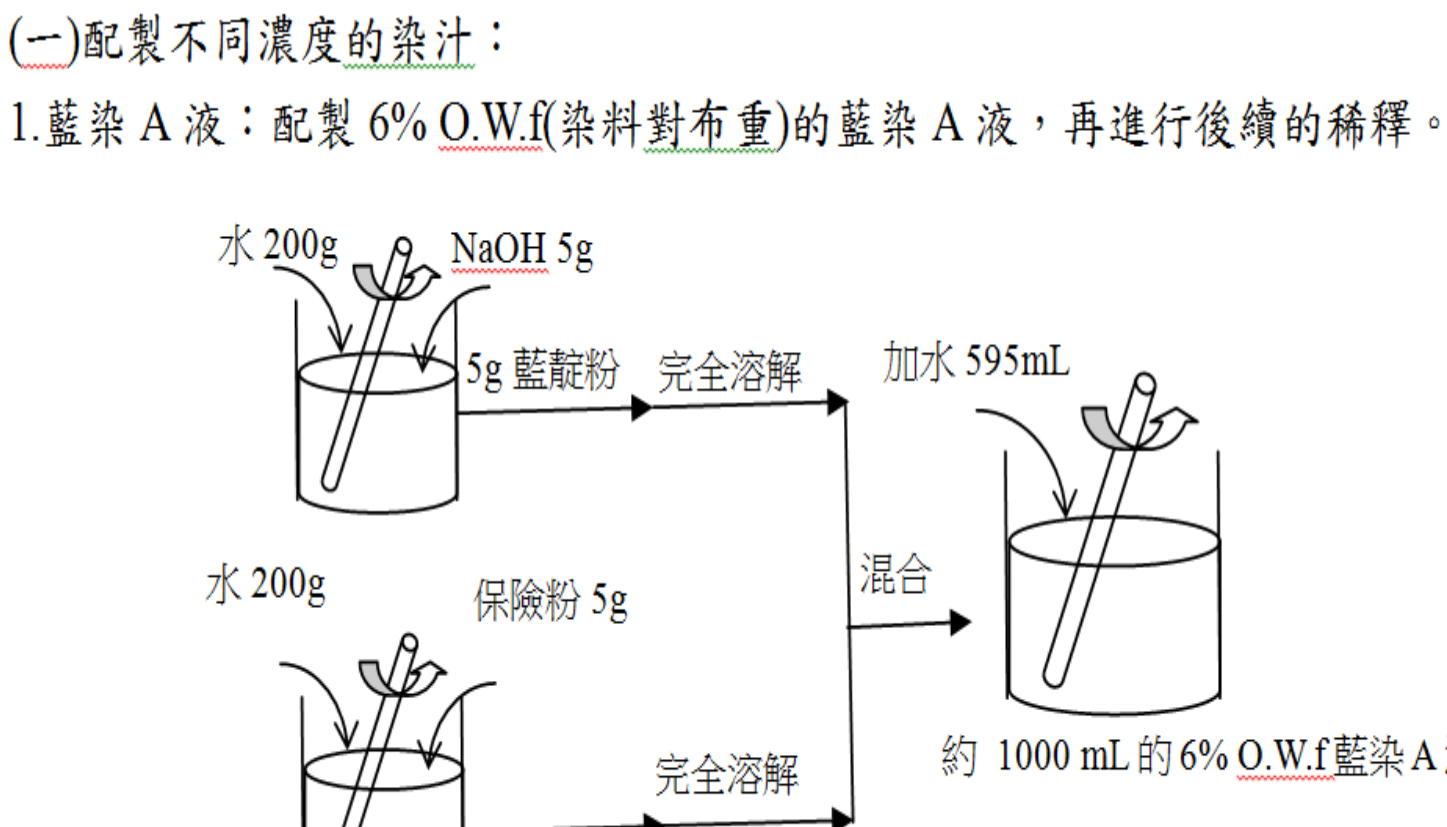 (一)配製不同濃度的染汁：
1.藍染 A 液：配製 6% O.W.f(染料對布重)的藍染 A 液，再進行後續的稀釋。
水 200g
NaOH 5g
5g 藍靛粉
完全溶解
加水 595mL
水 200g
保險粉 5g
混合
完全溶解
約 1000 mL 的 6% O.W.f 藍染 A